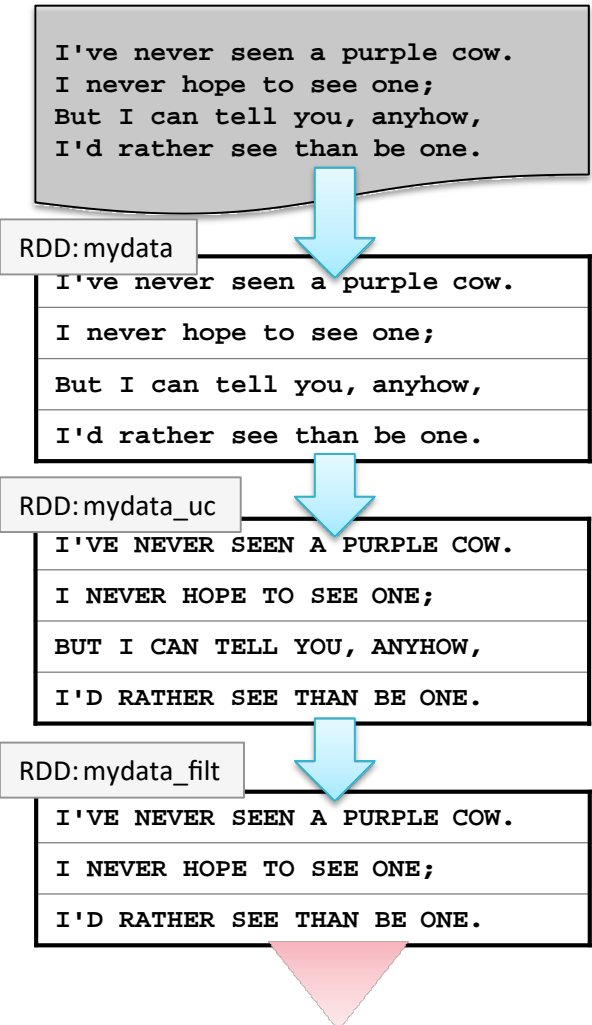 I've never seen a purple cow.
I never hope to see one;
But I can tell you, anyhow,
I'd rather see than be one.
RDD: mydata
I've never seen a purple cow.
I never hope to see one;
But I can tell you, anyhow,
I'd rather see than be one.
RDD: mydata_uc
I'VE NEVER SEEN A PURPLE COW.
I NEVER HOPE TO SEE ONE;
BUT I CAN TELL YOU, ANYHOW,
I'D RATHER SEE THAN BE ONE.
RDD: mydata_filt
I'VE NEVER SEEN A PURPLE COW.
I NEVER HOPE TO SEE ONE;
I'D RATHER SEE THAN BE ONE.